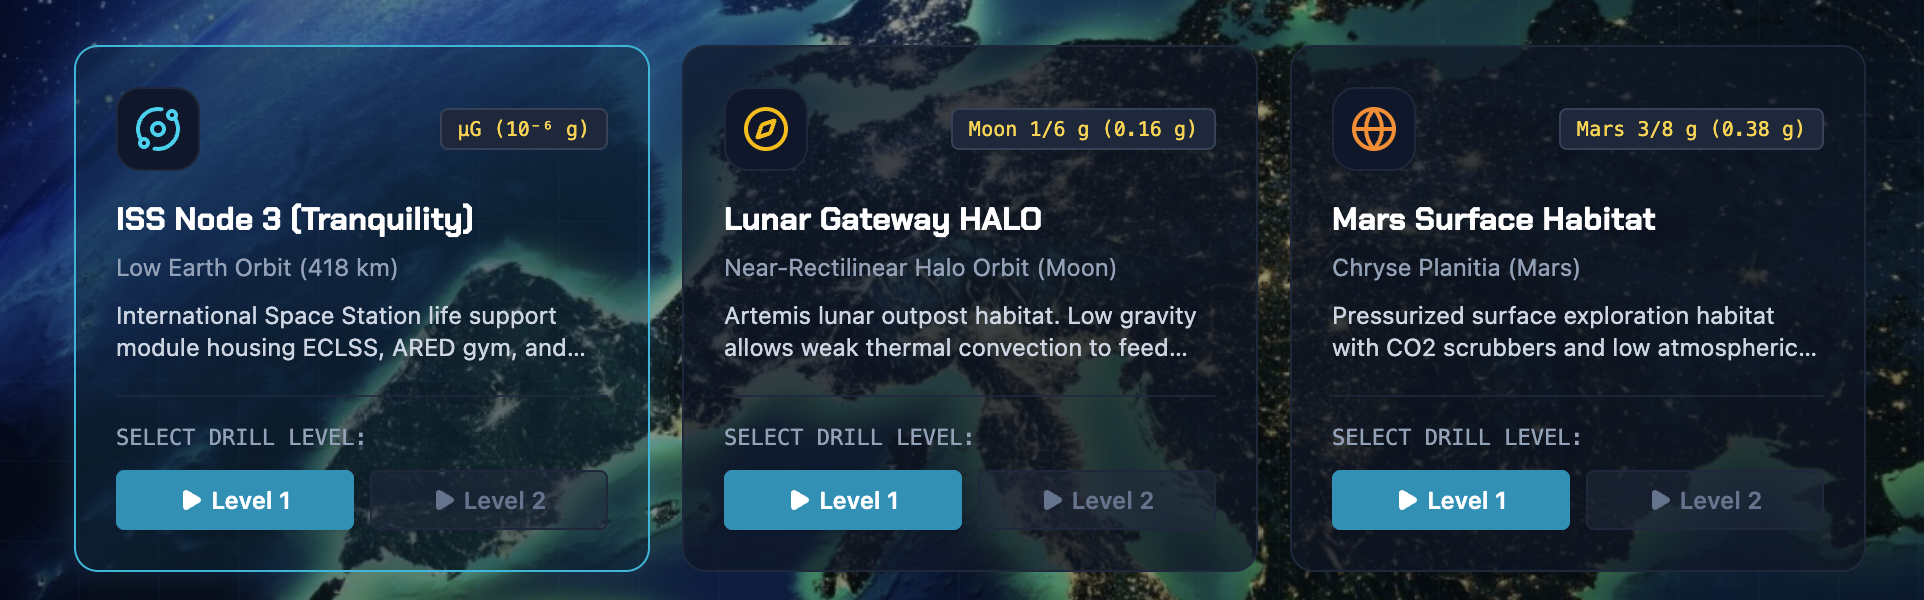 µG (10⁻⁶ g)
ISS Node 3 (Tranquility)
Low Earth Orbit (418 km)
International Space Station life support
module housing ECLSS, ARED gym, and...
SELECT DRILL LEVEL:
Level 1
Level 2
Moon 1/6 g (0.16 g)
Lunar Gateway HALO
Near-Rectilinear Halo Orbit (Moon)
Artemis lunar outpost habitat. Low gravity
allows weak thermal convection to feed...
SELECT DRILL LEVEL:
Level 1
Level 2
Mars 3/8 g (0.38 g)
Mars Surface Habitat
Chryse Planitia (Mars)
Pressurized surface exploration habitat
with CO2 scrubbers and low atmospheric...
SELECT DRILL LEVEL:
Level 1
Level 2